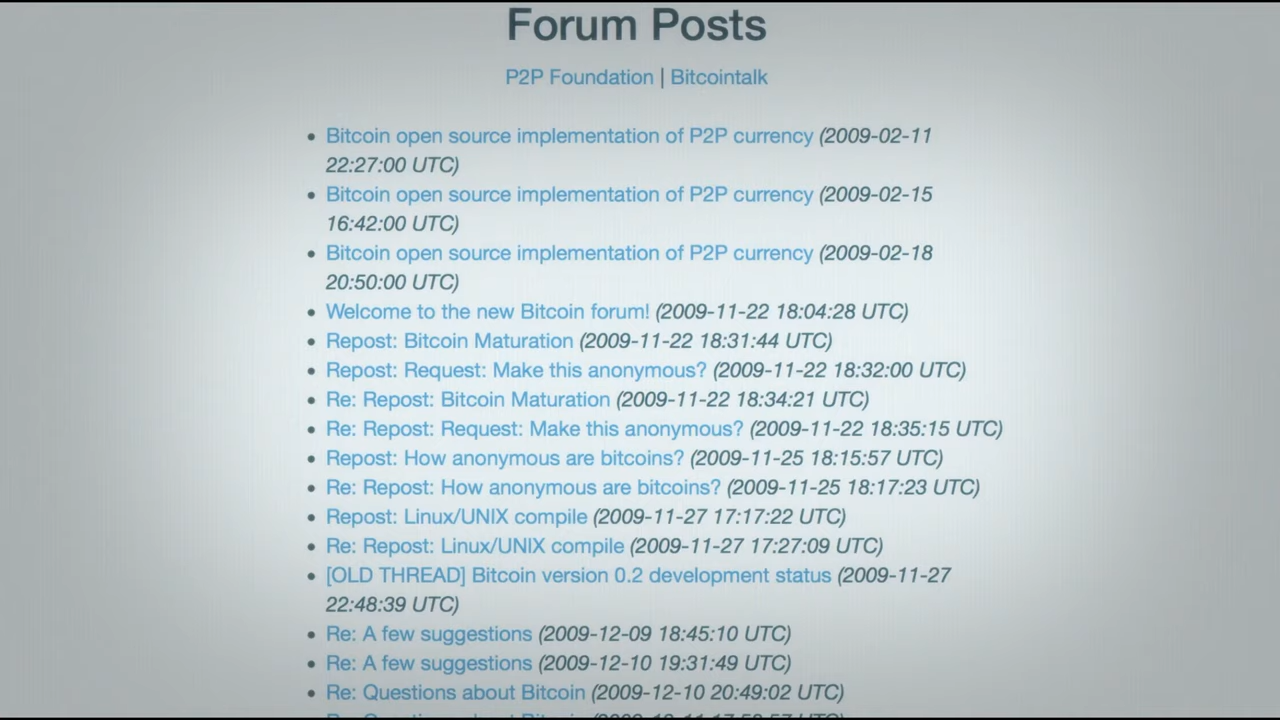 Forum Posts
P2P Foundation | Bitcointalk
Bitcoin open source implementation of P2P currency (2009-02-11
22:27:00 UTC)
Bitcoin open source implementation of P2P currency (2009-02-15
16:42:00 UTC)
Bitcoin open source implementation of P2P currency (2009-02-18
20:50:00 UTC)
Welcome to the new Bitcoin forum! (2009-11-22 18:04:28 UTC)
Repost: Bitcoin Maturation (2009-11-22 18:31:44 UTC)
Repost: Request: Make this anonymous? (2009-11-22 18:32:00 UTC)
Re: Repost: Bitcoin Maturation (2009-11-22 18:34:21 UTC)
Re: Repost: Request: Make this anonymous? (2009-11-22 18:35:15 UTC)
Repost: How anonymous are bitcoins? (2009-11-25 18:15:57 UTC)
Re: Repost: How anonymous are bitcoins? (2009-11-25 18:17:23 UTC)
Repost: Linux/UNIX compile (2009-11-27 17:17:22 UTC)
Re: Repost: Linux/UNIX compile (2009-11-27 17:27:09 UTC)
[OLD THREAD] Bitcoin version 0.2 development status (2009-11-27
22:48:39 UTC)
Re: A few suggestions (2009-12-09 18:45:10 UTC)
Re: A few suggestions (2009-12-10 19:31:49 UTC)
Re: Questions about Bitcoin (2009-12-10 20:49:02 UTC)